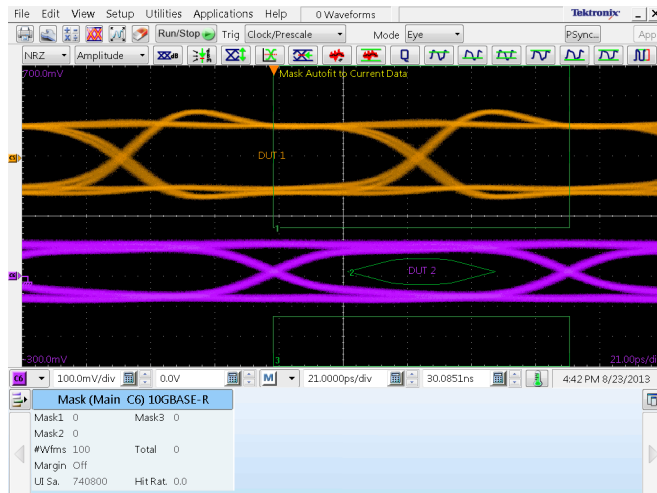 File Edit View Setup Utilities Applications Help 0 Waveforms Tektronix
Run/Stop Trig Clock/Prescale Mode Eye PSync... App
NRZ Amplitude dB Q
700.0mV Mask Autofit to Current Data
C5 DUT 1
1
C6 2 DUT 2
-300.0mV 3 21.00ps/div
C6 100.0mV/div 0.0V M 21.0000ps/div 30.0851ns 4:42 PM 8/23/2013
Mask (Main C6) 10GBASE-R
Mask1 0 Mask3 0
Mask2 0
#Wfms 100 Total 0
Margin Off
UI Sa. 740800 Hit Rat. 0.0